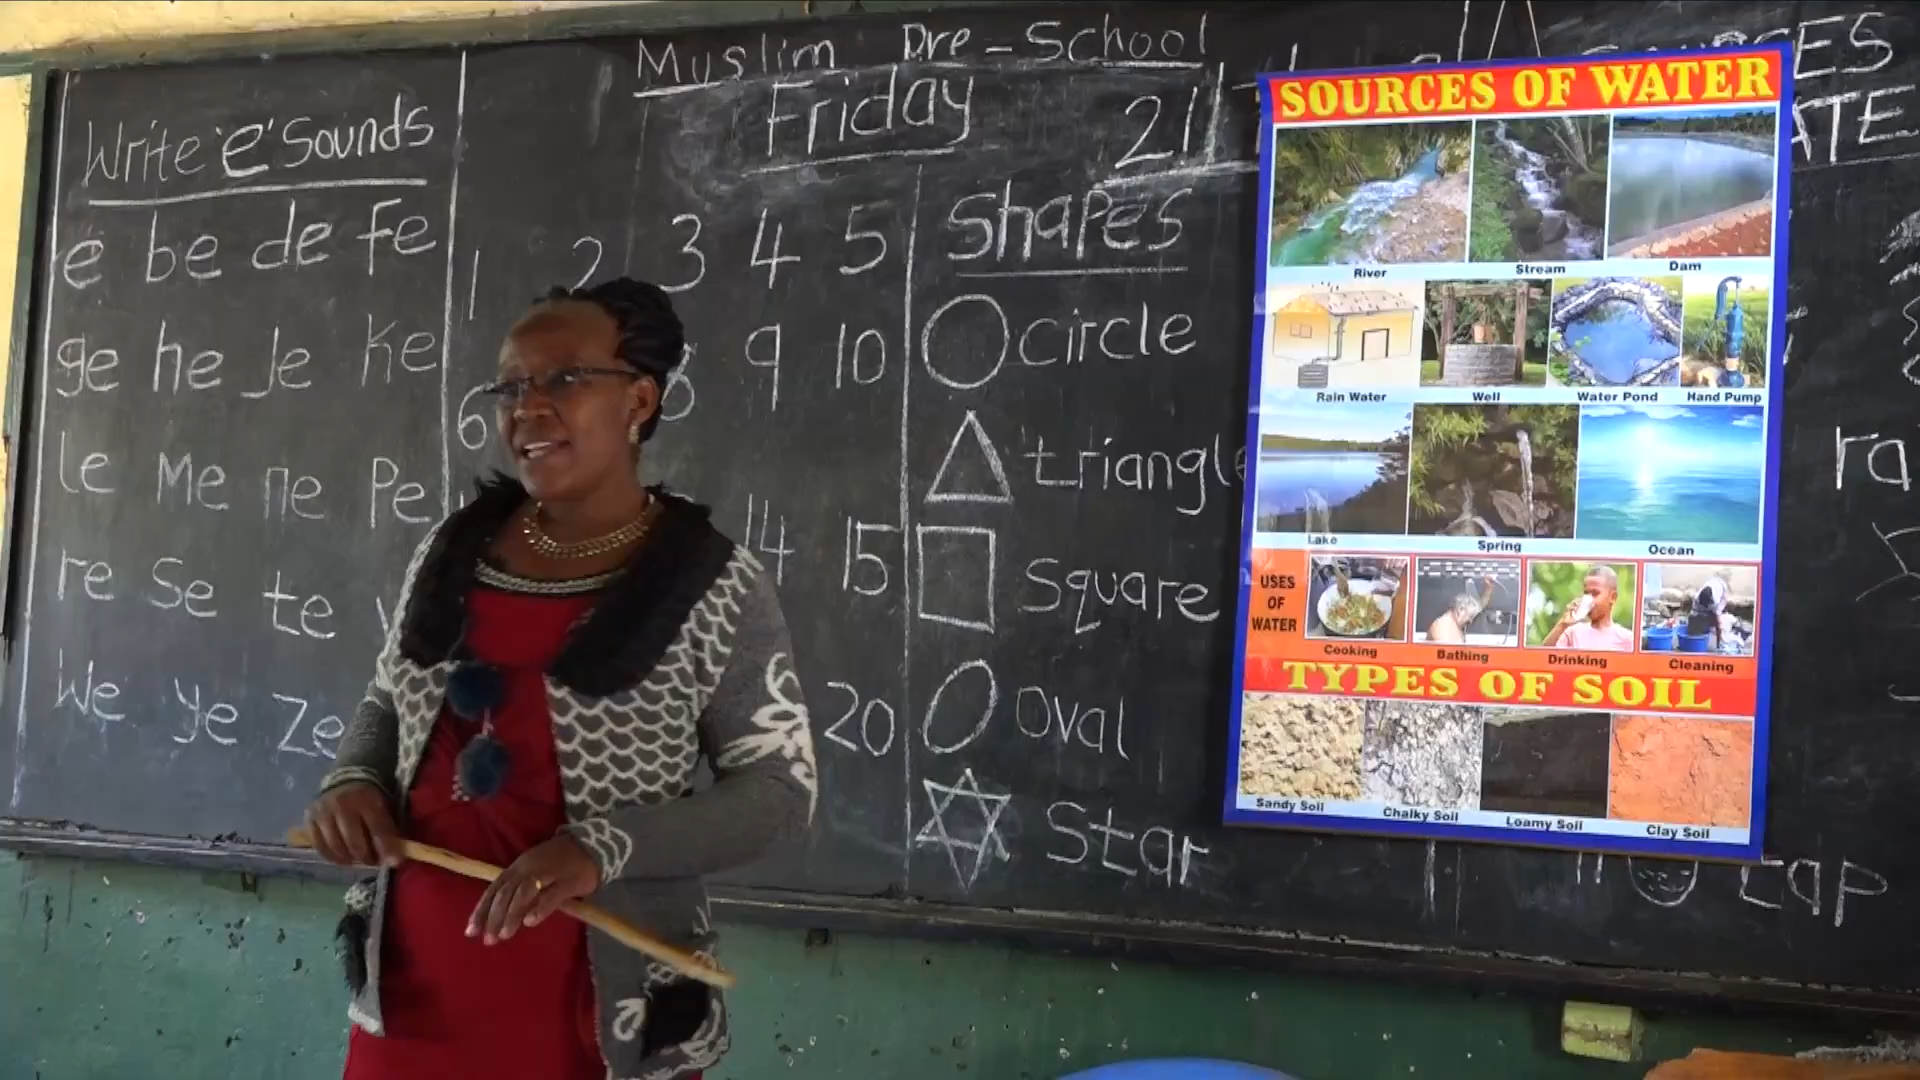 Muslim Pre-School
Friday
21
Write 'e' Sounds
e be de fe
ge he Je Ke
le Me ne Pe
re Se te
We Ye Ze
1 2 3 4 5
6 8 9 10
14 15
20
Shapes
circle
triangle
Square
Oval
Star
SOURCES OF WATER
River Stream Dam
Rain Water Well Water Pond Hand Pump
Lake Spring Ocean
USES
OF
WATER
Cooking Bathing Drinking Cleaning
TYPES OF SOIL
Sandy Soil Chalky Soil Loamy Soil Clay Soil